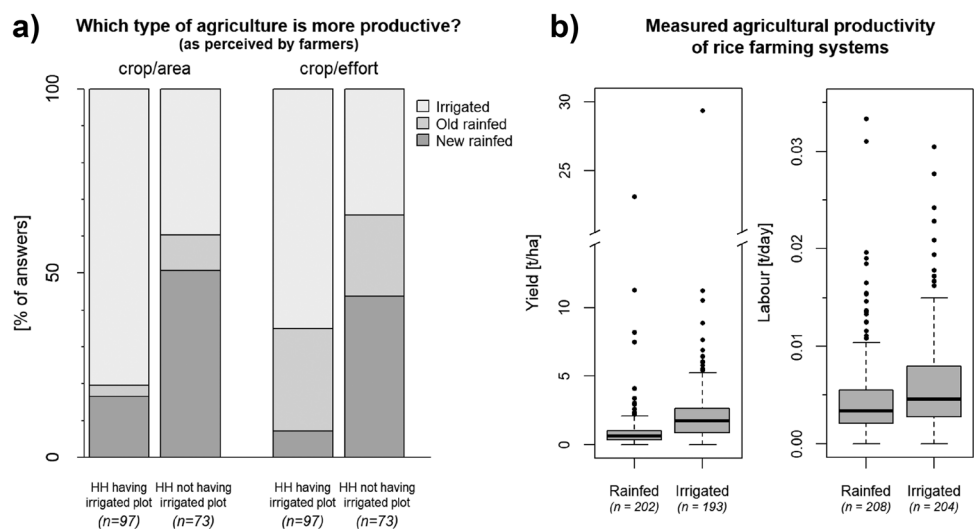 a)
Which type of agriculture is more productive?
(as perceived by farmers)
crop/area
crop/effort
100
50
0
[% of answers]
Irrigated
Old rainfed
New rainfed
HH having
irrigated plot
(n=97)
HH not having
irrigated plot
(n=73)
HH having
irrigated plot
(n=97)
HH not having
irrigated plot
(n=73)
b)
Measured agricultural productivity
of rice farming systems
Yield [t/ha]
30
25
10
5
0
Rainfed
(n = 202)
Irrigated
(n = 193)
Labour [t/day]
0.03
0.02
0.01
0.00
Rainfed
(n = 208)
Irrigated
(n = 204)